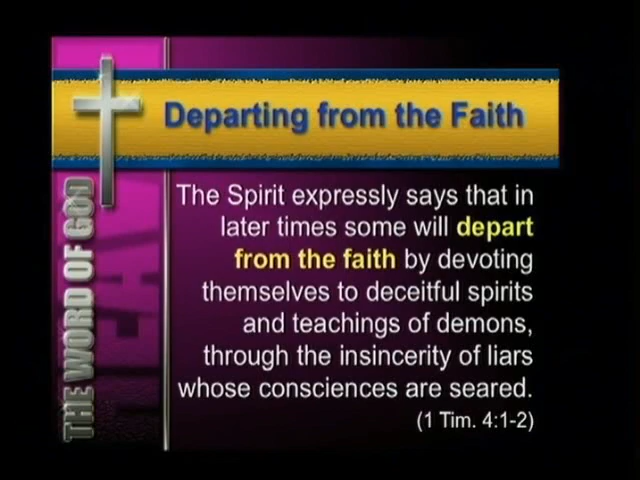 Departing from the Faith
The Spirit expressly says that in
later times some will depart
from the faith by devoting
themselves to deceitful spirits
and teachings of demons,
through the insincerity of liars
whose consciences are seared.
(1 Tim. 4:1-2)
THE WORD OF GOD